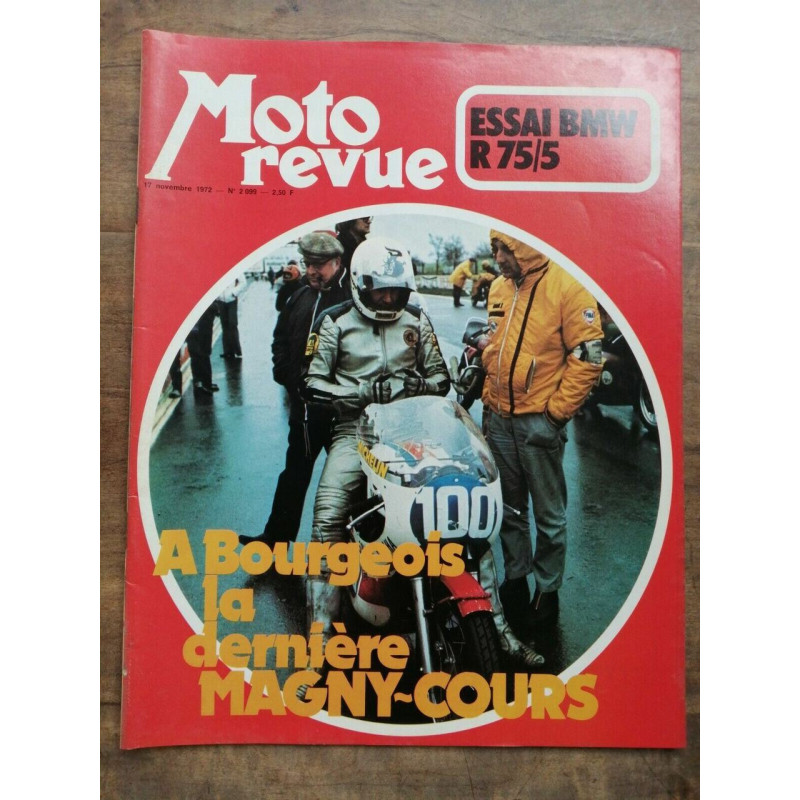 Moto
revue
ESSAI BMW
R 75/5
17 novembre 1972 — N° 2 099 — 2,50 F
MICHELIN
100
A Bourgeois
la
dernière
MAGNY-COURS